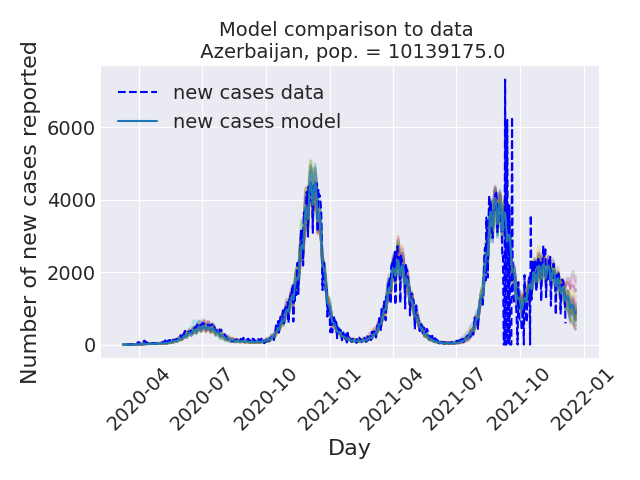 Model comparison to data
Azerbaijan, pop. = 10139175.0
Number of new cases reported
new cases data
new cases model
6000
4000
2000
0
2020-04
2020-07
2020-10
2021-01
2021-04
2021-07
2021-10
2022-01
Day